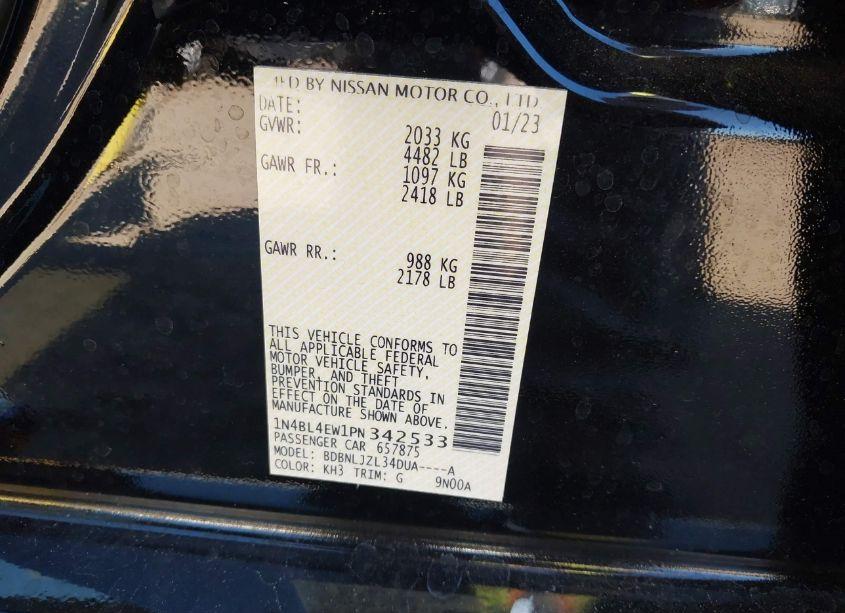 MFD BY NISSAN MOTOR CO., LTD
DATE: 01/23
GVWR: 2033 KG
4482 LB
GAWR FR.: 1097 KG
2418 LB
GAWR RR.: 988 KG
2178 LB
THIS VEHICLE CONFORMS TO
ALL APPLICABLE FEDERAL
MOTOR VEHICLE SAFETY,
BUMPER, AND THEFT
PREVENTION STANDARDS IN
EFFECT ON THE DATE OF
MANUFACTURE SHOWN ABOVE.
1N4BL4EW1PN342533
PASSENGER CAR 657875
MODEL: BDBNLJZL34DUA----A
COLOR: KH3 TRIM: G 9N00A